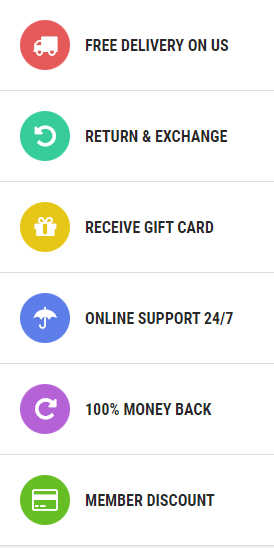 FREE DELIVERY ON US
RETURN & EXCHANGE
RECEIVE GIFT CARD
ONLINE SUPPORT 24/7
100% MONEY BACK
MEMBER DISCOUNT